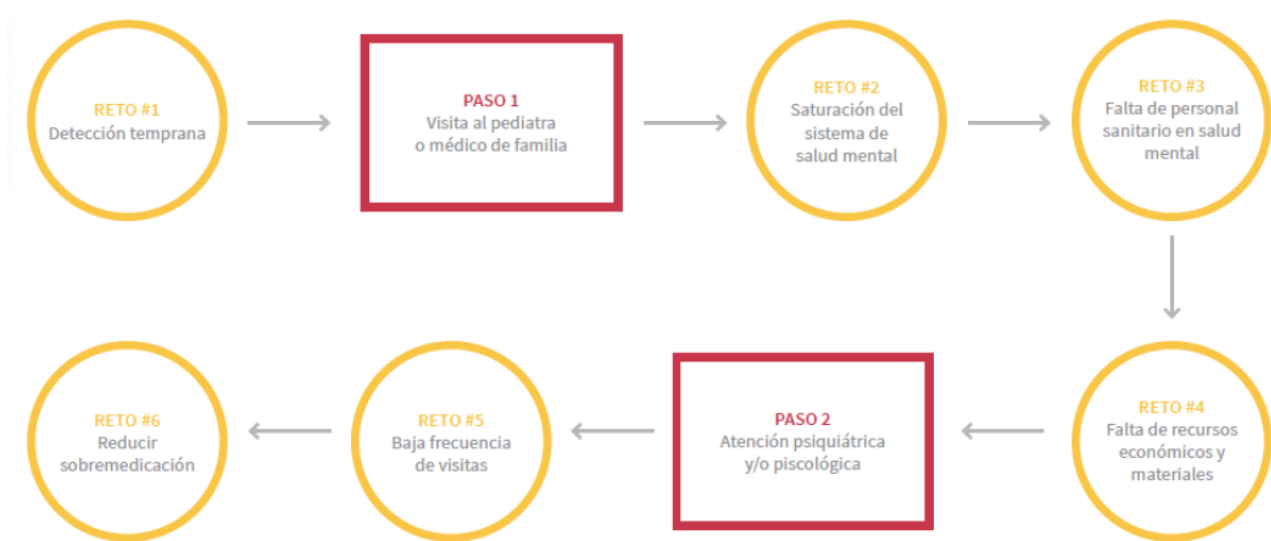 RETO #1
Detección temprana
PASO 1
Visita al pediatra
o médico de familia
RETO #2
Saturación del
sistema de
salud mental
RETO #3
Falta de personal
sanitario en salud
mental
RETO #4
Falta de recursos
económicos y
materiales
PASO 2
Atención psiquiátrica
y/o piscológica
RETO #5
Baja frecuencia
de visitas
RETO #6
Reducir
sobremedicación